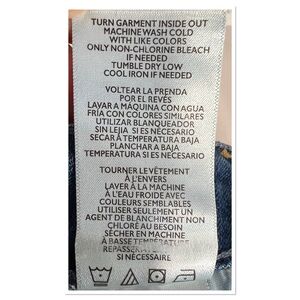 TURN GARMENT INSIDE OUT
MACHINE WASH COLD
WITH LIKE COLORS
ONLY NON-CHLORINE BLEACH
IF NEEDED
TUMBLE DRY LOW
COOL IRON IF NEEDED
VOLTEAR LA PRENDA
POR EL REVÉS
LAVAR A MÁQUINA CON AGUA
FRÍA CON COLORES SIMILARES
UTILIZAR BLANQUEADOR
SIN LEJIA SI ES NECESARIO
SECAR A TEMPERATURA BAJA
PLANCHAR A BAJA
TEMPERATURA SI ES NECESARIO
TOURNER LE VÊTEMENT
À L'ENVERS
LAVER À LA MACHINE
À L'EAU FROIDE AVEC
COULEURS SEMBLABLES
UTILISER SEULEMENT UN
AGENT DE BLANCHIMENT NON
CHLORÉ AU BESOIN
SÉCHER EN MACHINE
À BASSE TEMPÉRATURE
REPASSER
SI NÉCESSAIRE